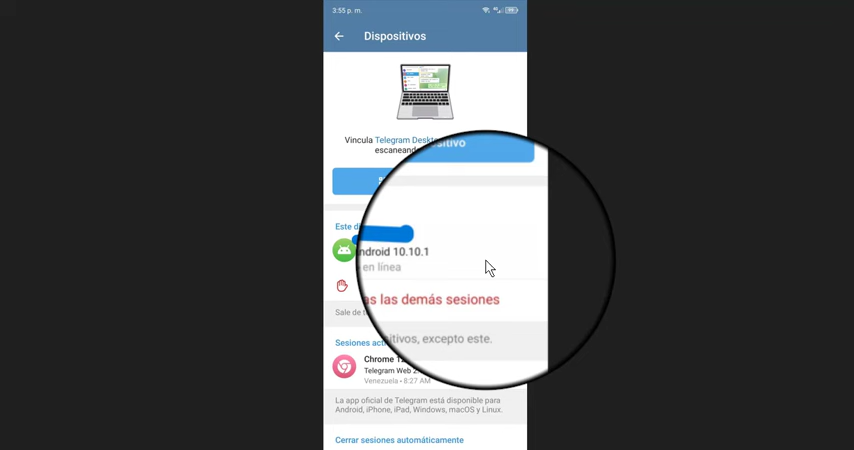 3:55 p. m.
Dispositivos
Vincula Telegram Deskt
escaneand
sitivo
Este di
ndroid 10.10.1
en línea
as las demás sesiones
Sale de t
itivos, excepto este.
Sesiones act
Chrome 12
Telegram Web 2
Venezuela • 8:27 AM
La app oficial de Telegram está disponible para
Android, iPhone, iPad, Windows, macOS y Linux.
Cerrar sesiones automáticamente